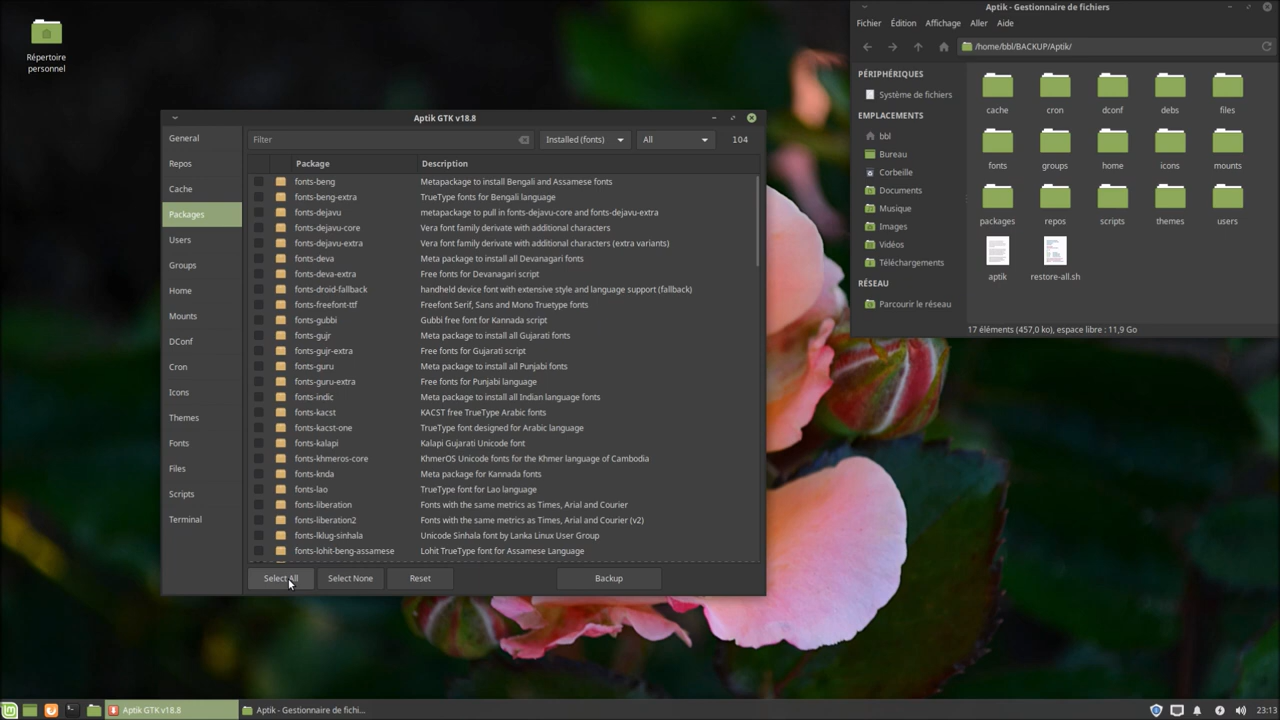 Répertoire
personnel
Aptik GTK v18.8
General
Repos
Cache
Packages
Users
Groups
Home
Mounts
DConf
Cron
Icons
Themes
Fonts
Files
Scripts
Terminal
Filter
Installed (fonts)
All
104
Package Description
fonts-beng Metapackage to install Bengali and Assamese fonts
fonts-beng-extra TrueType fonts for Bengali language
fonts-dejavu metapackage to pull in fonts-dejavu-core and fonts-dejavu-extra
fonts-dejavu-core Vera font family derivate with additional characters
fonts-dejavu-extra Vera font family derivate with additional characters (extra variants)
fonts-deva Meta package to install all Devanagari fonts
fonts-deva-extra Free fonts for Devanagari script
fonts-droid-fallback handheld device font with extensive style and language support (fallback)
fonts-freefont-ttf Freefont Serif, Sans and Mono Truetype fonts
fonts-gubbi Gubbi free font for Kannada script
fonts-gujr Meta package to install all Gujarati fonts
fonts-gujr-extra Free fonts for Gujarati script
fonts-guru Meta package to install all Punjabi fonts
fonts-guru-extra Free fonts for Punjabi language
fonts-indic Meta package to install all Indian language fonts
fonts-kacst KACST free TrueType Arabic fonts
fonts-kacst-one TrueType font designed for Arabic language
fonts-kalapi Kalapi Gujarati Unicode font
fonts-khmeros-core KhmerOS Unicode fonts for the Khmer language of Cambodia
fonts-knda Meta package for Kannada fonts
fonts-lao TrueType font for Lao language
fonts-liberation Fonts with the same metrics as Times, Arial and Courier
fonts-liberation2 Fonts with the same metrics as Times, Arial and Courier (v2)
fonts-lklug-sinhala Unicode Sinhala font by Lanka Linux User Group
fonts-lohit-beng-assamese Lohit TrueType font for Assamese Language
Select All Select None Reset Backup
Aptik - Gestionnaire de fichiers
Fichier Édition Affichage Aller Aide
/home/bbl/BACKUP/Aptik/
PÉRIPHÉRIQUES
Système de fichiers
EMPLACEMENTS
bbl
Bureau
Corbeille
Documents
Musique
Images
Vidéos
Téléchargements
RÉSEAU
Parcourir le réseau
cache cron dconf debs files
fonts groups home icons mounts
packages repos scripts themes users
aptik restore-all.sh
17 éléments (457,0 ko), espace libre : 11,9 Go
Aptik GTK v18.8
Aptik - Gestionnaire de fichi...
23:13